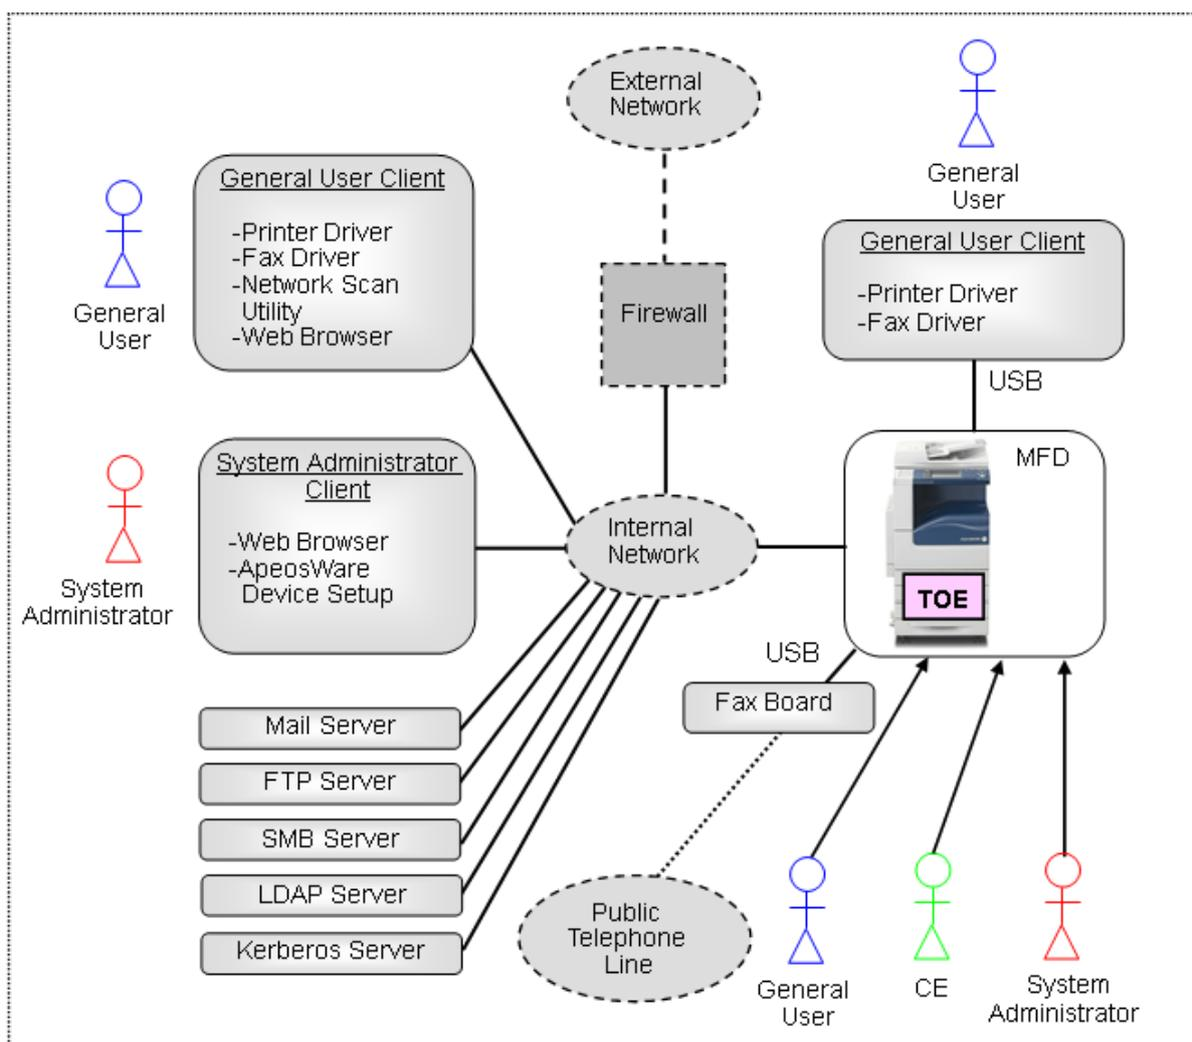 External
Network
General
User
General User Client
-Printer Driver
-Fax Driver
-Network Scan
Utility
-Web Browser
General
User
General User Client
-Printer Driver
-Fax Driver
Firewall
USB
System Administrator
Client
-Web Browser
-ApeosWare
Device Setup
System
Administrator
Internal
Network
MFD
TOE
USB
Fax Board
Mail Server
FTP Server
SMB Server
LDAP Server
Kerberos Server
Public
Telephone
Line
General
User
CE
System
Administrator